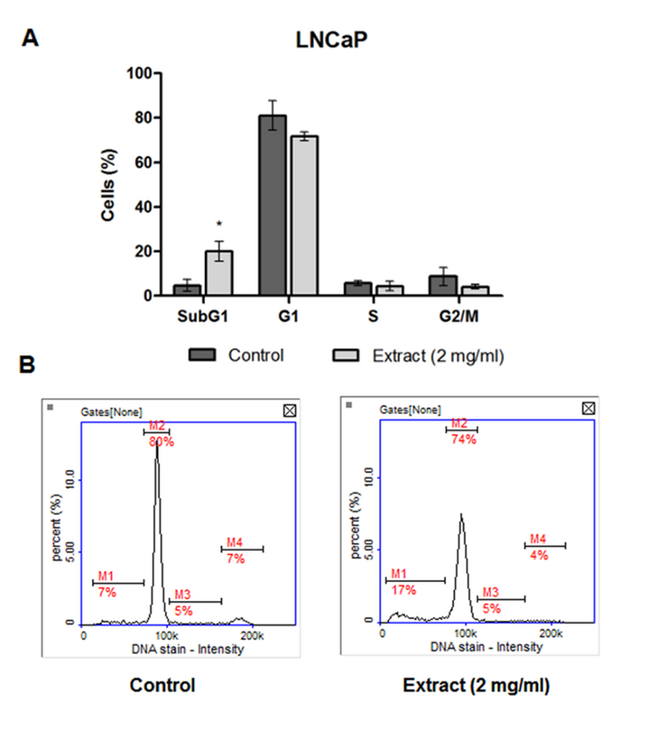 A
LNCaP
Cells (%)
100
80
60
40
20
0
*
SubG1 G1 S G2/M
Control Extract (2 mg/ml)
B
Gates[None]
percent (%)
10.0
5.00
0
M2
80%
M4
7%
M1
7%
M3
5%
0 100k 200k
DNA stain - Intensity
Control
Gates[None]
percent (%)
10.0
5.00
0
M2
74%
M4
4%
M1
17%
M3
5%
0 100k 200k
DNA stain - Intensity
Extract (2 mg/ml)